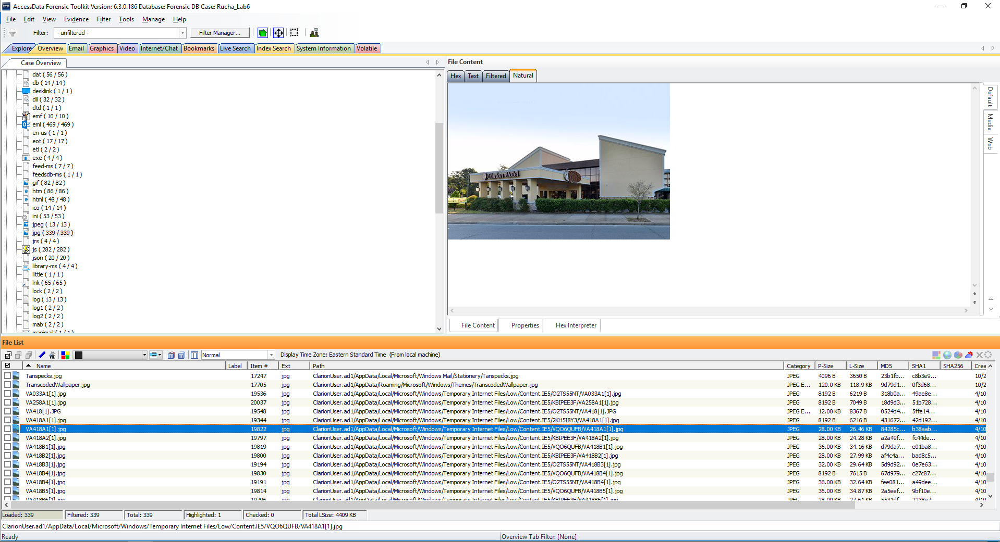 AccessData Forensic Toolkit Version: 6.3.0.186 Database: Forensic DB Case: Rucha_Lab6
File Edit View Evidence Filter Tools Manage Help
Filter: - unfiltered - Filter Manager...
Explore Overview Email Graphics Video Internet/Chat Bookmarks Live Search Index Search System Information Volatile
Case Overview
dat ( 56 / 56 )
db ( 14 / 14 )
desklink ( 1 / 1 )
dll ( 32 / 32 )
dtd ( 1 / 1 )
emf ( 10 / 10 )
eml ( 469 / 469 )
en-us ( 1 / 1 )
eot ( 17 / 17 )
etl ( 2 / 2 )
exe ( 4 / 4 )
feed-ms ( 7 / 7 )
feedsdb-ms ( 1 / 1 )
gif ( 82 / 82 )
htm ( 86 / 86 )
html ( 48 / 48 )
ico ( 14 / 14 )
ini ( 53 / 53 )
jpeg ( 13 / 13 )
jpg ( 339 / 339 )
jrs ( 4 / 4 )
js ( 282 / 282 )
json ( 20 / 20 )
library-ms ( 4 / 4 )
little ( 1 / 1 )
lnk ( 65 / 65 )
lock ( 2 / 2 )
log ( 13 / 13 )
log1 ( 2 / 2 )
log2 ( 2 / 2 )
mab ( 2 / 2 )
mapimail ( 1 / 1 )
File Content
Hex Text Filtered Natural
Clarion Hotel
Default
Media
Web
File Content Properties Hex Interpreter
File List
VIC Normal Display Time Zone: Eastern Standard Time (From local machine)
Name Label Item # Ext Path Category P-Size L-Size MD5 SHA1 SHA256 Crea
Tanspecks.jpg 17247 jpg ClarionUser.ad1/AppData/Local/Microsoft/Windows Mail/Stationery/Tanspecks.jpg JPEG 4096 B 3650 B 23b1fb... c8b3e9... 10/2
TranscodedWallpaper.jpg 17705 jpg ClarionUser.ad1/AppData/Roaming/Microsoft/Windows/Themes/TranscodedWallpaper.jpg JPEG E... 120.0 KB 118.9 KB 9d79d1... 0f3d68... 10/2
VA033A1[1].jpg 19536 jpg ClarionUser.ad1/AppData/Local/Microsoft/Windows/Temporary Internet Files/Low/Content.IE5/O2TS55NT/VA033A1[1].jpg JPEG 8192 B 6219 B 318b0a... 49ae8e... 4/10
VA258A1[1].jpg 20037 jpg ClarionUser.ad1/AppData/Local/Microsoft/Windows/Temporary Internet Files/Low/Content.IE5/KBIPEE3F/VA258A1[1].jpg JPEG 8192 B 7049 B 18d9d3... 51b728... 4/10
VA418[1].JPG 19548 jpg ClarionUser.ad1/AppData/Local/Microsoft/Windows/Temporary Internet Files/Low/Content.IE5/O2TS55NT/VA418[1].JPG JPEG E... 12.00 KB 8367 B 0524b4... 5ffe14... 4/10
VA418A1[1].jpg 19344 jpg ClarionUser.ad1/AppData/Local/Microsoft/Windows/Temporary Internet Files/Low/Content.IE5/2KH5I8Y3/VA418A1[1].jpg JPEG 8192 B 6216 B 431672... 42d192... 4/10
VA418A1[1].jpg 19822 jpg ClarionUser.ad1/AppData/Local/Microsoft/Windows/Temporary Internet Files/Low/Content.IE5/VQO6QUFB/VA418A1[1].jpg JPEG 28.00 KB 26.46 KB 84285c... b38aab... 4/10
VA418A2[1].jpg 19797 jpg ClarionUser.ad1/AppData/Local/Microsoft/Windows/Temporary Internet Files/Low/Content.IE5/KBIPEE3F/VA418A2[1].jpg JPEG 28.00 KB 24.28 KB a2a49f... fc44de... 4/10
VA418B1[1].jpg 19819 jpg ClarionUser.ad1/AppData/Local/Microsoft/Windows/Temporary Internet Files/Low/Content.IE5/VQO6QUFB/VA418B1[1].jpg JPEG 36.00 KB 34.16 KB d79da7... e01ba8... 4/10
VA418B2[1].jpg 19800 jpg ClarionUser.ad1/AppData/Local/Microsoft/Windows/Temporary Internet Files/Low/Content.IE5/KBIPEE3F/VA418B2[1].jpg JPEG 28.00 KB 27.99 KB af4c4a... bad8c5... 4/10
VA418B3[1].jpg 19194 jpg ClarionUser.ad1/AppData/Local/Microsoft/Windows/Temporary Internet Files/Low/Content.IE5/O2TS55NT/VA418B3[1].jpg JPEG 32.00 KB 29.64 KB 5d9d92... 0e7e63... 4/10
VA418B4[1].jpg 19830 jpg ClarionUser.ad1/AppData/Local/Microsoft/Windows/Temporary Internet Files/Low/Content.IE5/VQO6QUFB/VA418B4[1].jpg JPEG 8192 B 7615 B 67d979... c27c87... 4/10
VA418B4[1].jpg 19191 jpg ClarionUser.ad1/AppData/Local/Microsoft/Windows/Temporary Internet Files/Low/Content.IE5/O2TS55NT/VA418B4[1].jpg JPEG 36.00 KB 32.64 KB fee081... a49dee... 4/10
VA418B5[1].jpg 19814 jpg ClarionUser.ad1/AppData/Local/Microsoft/Windows/Temporary Internet Files/Low/Content.IE5/VQO6QUFB/VA418B5[1].jpg JPEG 36.00 KB 34.87 KB 2a5eef... 9bf10e... 4/10
VA418B6[1].jpg 19796 jpg ClarionUser.ad1/AppData/Local/Microsoft/Windows/Temporary Internet Files/Low/Content.IE5/KBIPEE3F/VA418B6[1].jpg JPEG 28.00 KB 27.61 KB 5531df... 2238e7... 4/10
Loaded: 339 Filtered: 339 Total: 339 Highlighted: 1 Checked: 0 Total LSize: 4409 KB
ClarionUser.ad1/AppData/Local/Microsoft/Windows/Temporary Internet Files/Low/Content.IE5/VQO6QUFB/VA418A1[1].jpg
Ready Overview Tab Filter: [None]